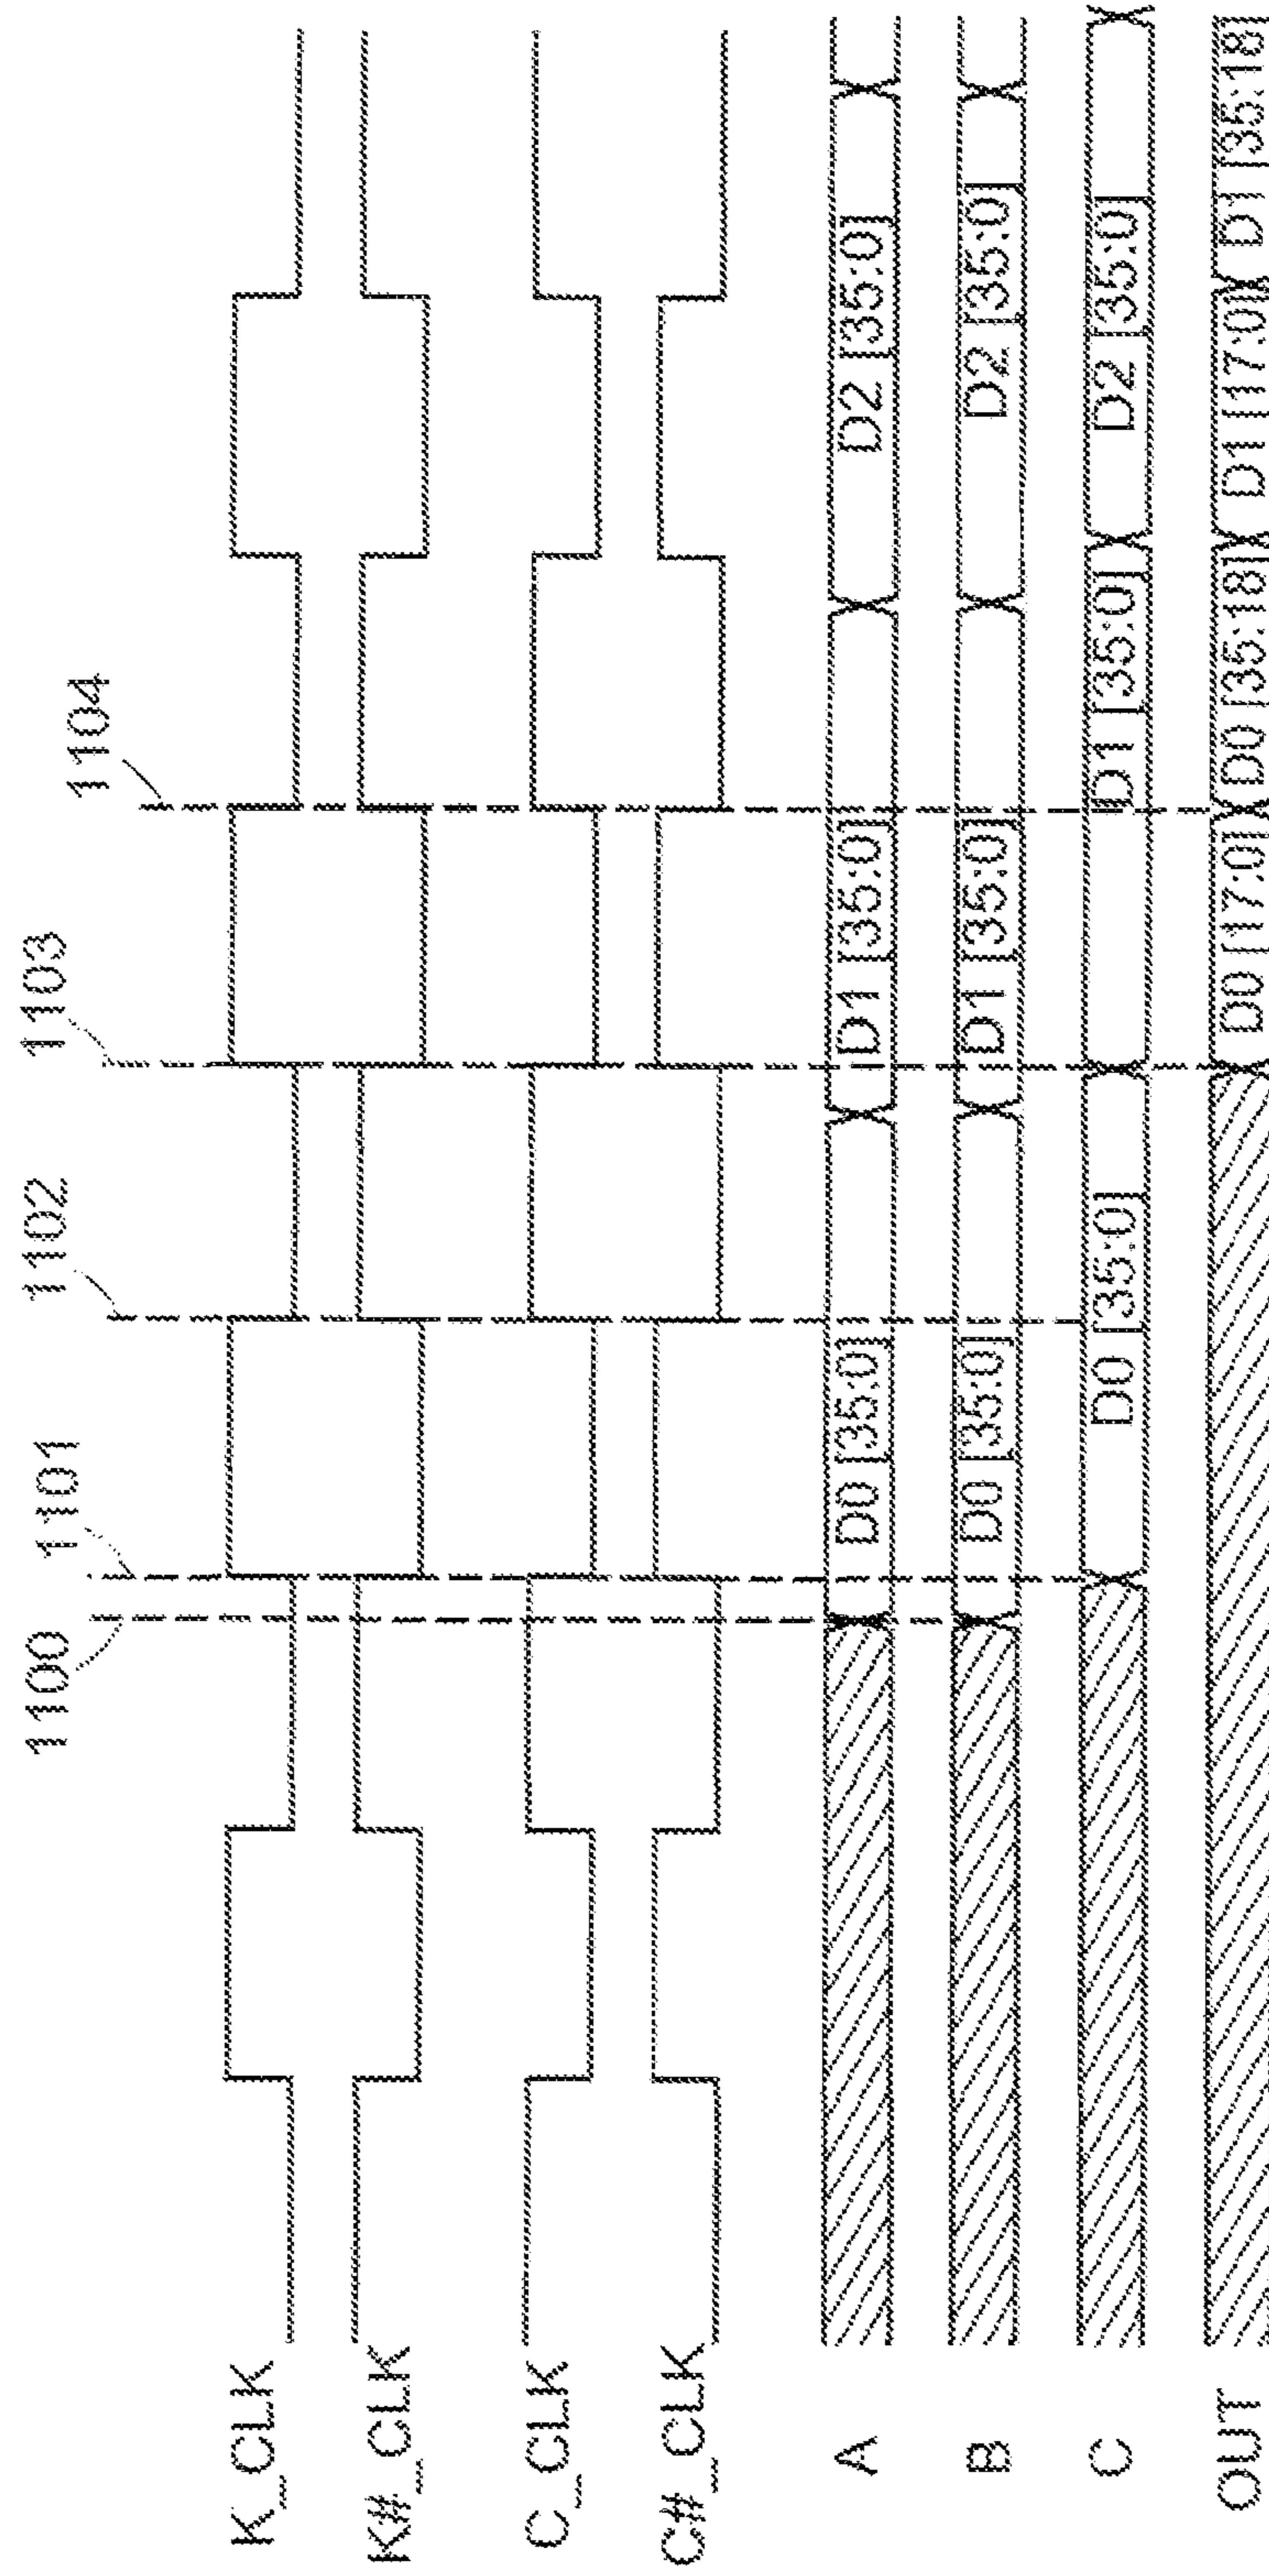 1100
1101
1102
1103
1104
K_CLK
K#_CLK
C_CLK
C#_CLK
A D0 [35:0] D1 [35:0] D2 [35:0]
B D0 [35:0] D1 [35:0] D2 [35:0]
C D0 [35:0] D1 [35:0] D2 [35:0]
OUT D0 [17:0] D0 [35:18] D1 [17:0] D1 [35:18]